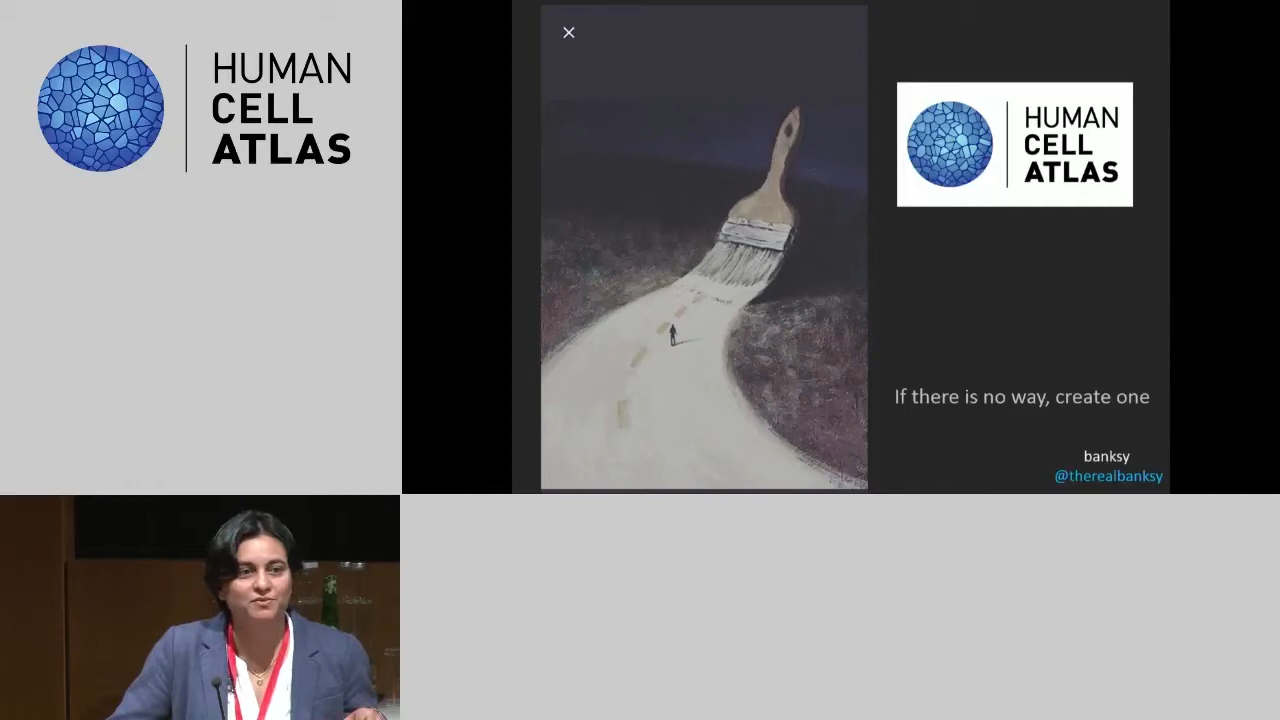 HUMAN
CELL
ATLAS
HUMAN
CELL
ATLAS
If there is no way, create one
banksy
@therealbanksy